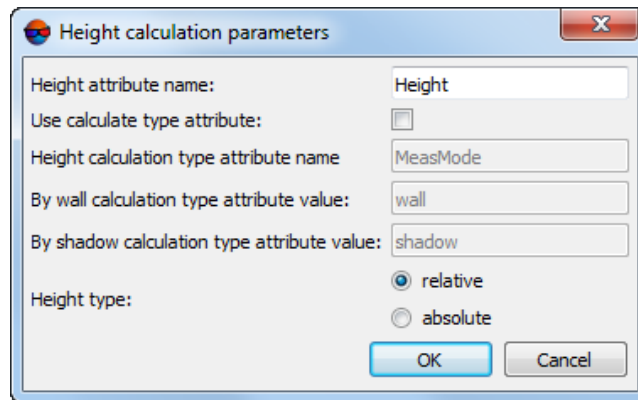 Height calculation parameters
Height attribute name: Height
Use calculate type attribute:
Height calculation type attribute name MeasMode
By wall calculation type attribute value: wall
By shadow calculation type attribute value: shadow
Height type:
relative
absolute
OK Cancel